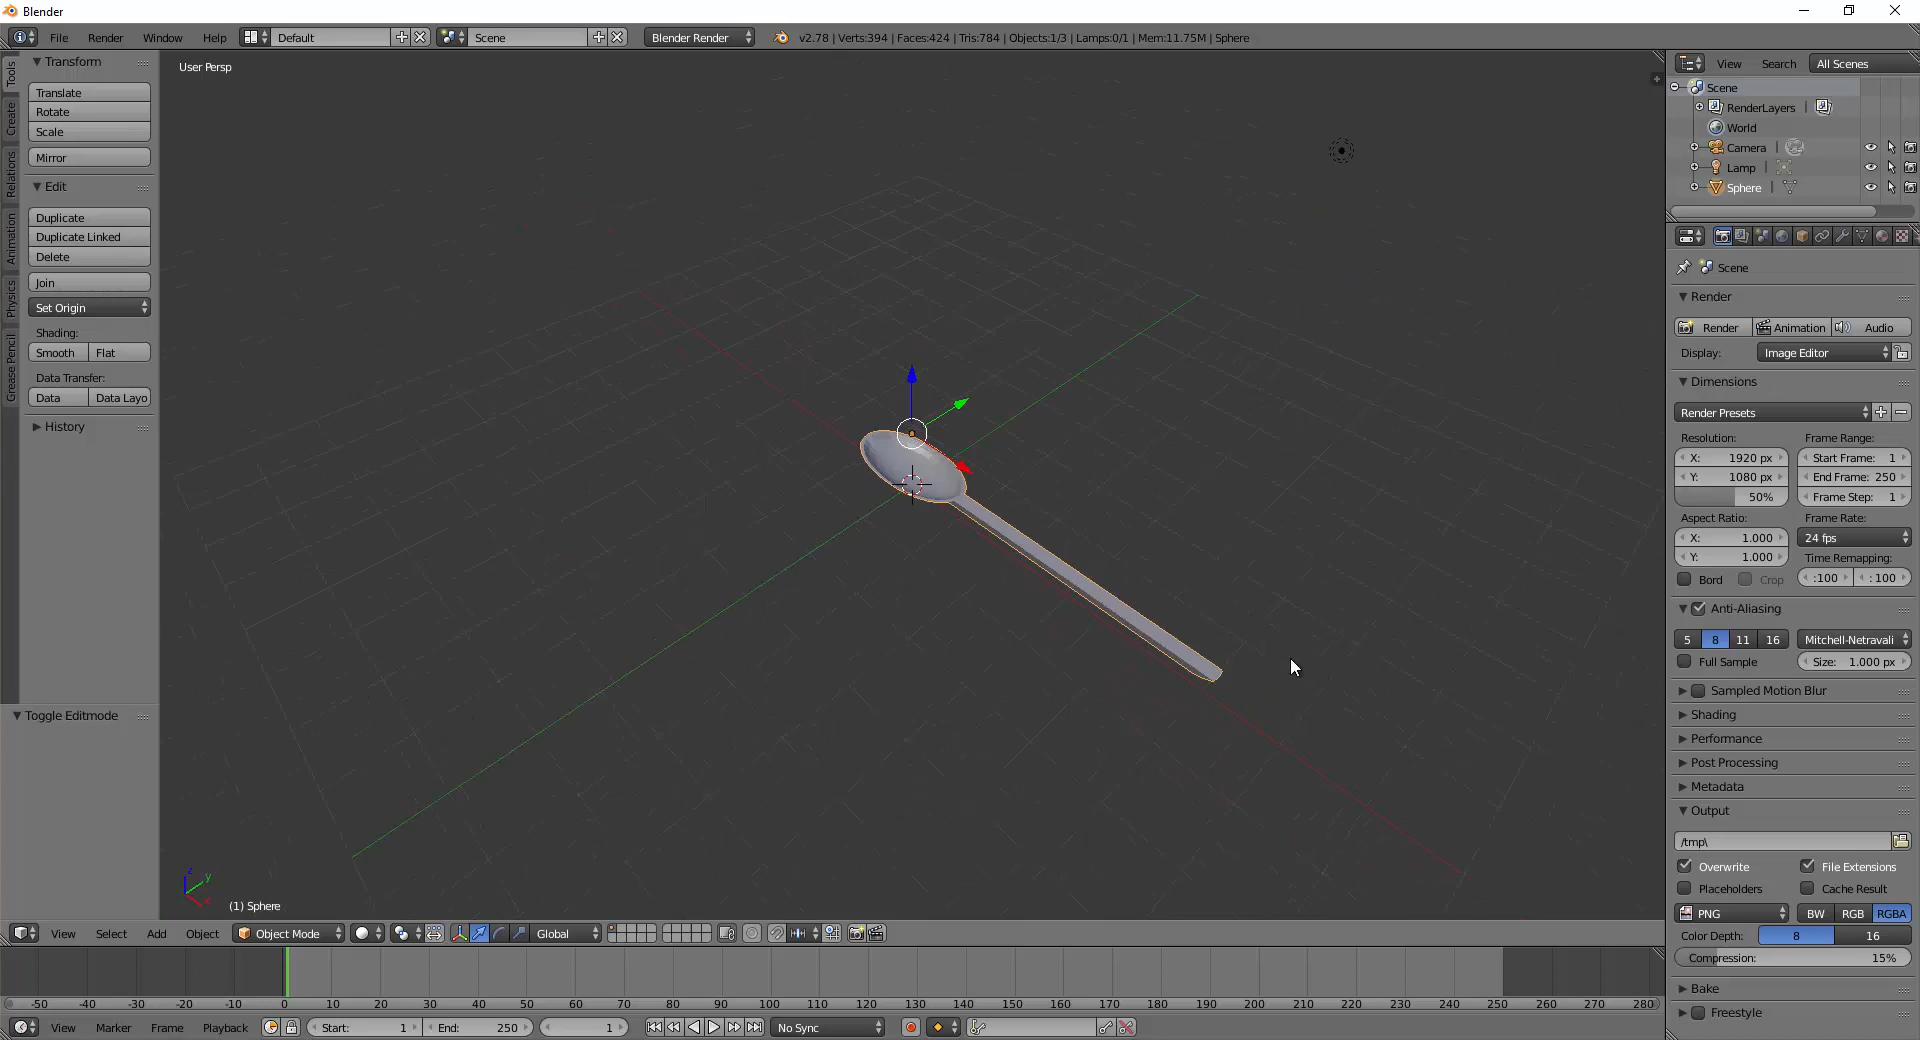 Blender
File Render Window Help Default Scene Blender Render v2.78 | Verts:394 | Faces:424 | Tris:784 | Objects:1/3 | Lamps:0/1 | Mem:11.75M | Sphere
Tools
Create
Relations
Animation
Physics
Grease Pencil
Transform
Translate
Rotate
Scale
Mirror
Edit
Duplicate
Duplicate Linked
Delete
Join
Set Origin
Shading:
Smooth Flat
Data Transfer:
Data Data Layo
History
Toggle Editmode
User Persp
z
y
x
(1) Sphere
View Select Add Object Object Mode Global
-50 -40 -30 -20 -10 0 10 20 30 40 50 60 70 80 90 100 110 120 130 140 150 160 170 180 190 200 210 220 230 240 250 260 270 280
View Marker Frame Playback Start: 1 End: 250 1 No Sync
View Search All Scenes
Scene
RenderLayers |
World
Camera |
Lamp |
Sphere |
Scene
Render
Render Animation Audio
Display: Image Editor
Dimensions
Render Presets
Resolution: Frame Range:
X: 1920 px Start Frame: 1
Y: 1080 px End Frame: 250
50% Frame Step: 1
Aspect Ratio: Frame Rate:
X: 1.000 24 fps
Y: 1.000 Time Remapping:
Bord Crop :100 : 100
Anti-Aliasing
5 8 11 16 Mitchell-Netravali
Full Sample Size: 1.000 px
Sampled Motion Blur
Shading
Performance
Post Processing
Metadata
Output
/tmp\
Overwrite File Extensions
Placeholders Cache Result
PNG BW RGB RGBA
Color Depth: 8 16
Compression: 15%
Bake
Freestyle